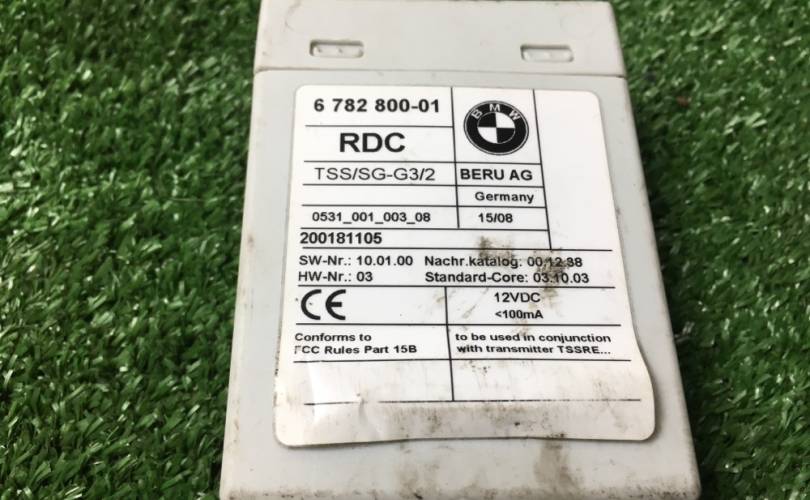 6 782 800-01
BMW
RDC
TSS/SG-G3/2 BERU AG
Germany
0531_001_003_08 15/08
200181105
SW-Nr.: 10.01.00 Nachr.katalog: 00.12.38
HW-Nr.: 03 Standard-Core: 03.10.03
CE 12VDC
<100mA
Conforms to to be used in conjunction
FCC Rules Part 15B with transmitter TSSRE...